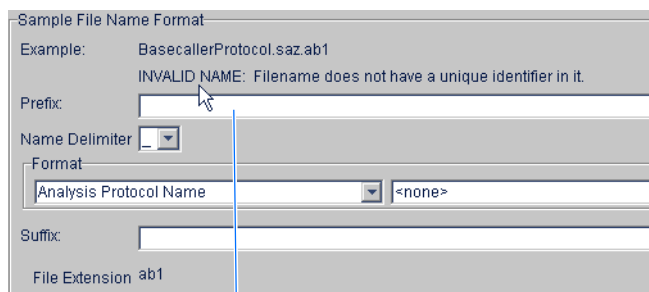 Sample File Name Format
Example: BasecallerProtocol.saz.ab1
INVALID NAME: Filename does not have a unique identifier in it.
Prefix:
Name Delimiter _
Format
Analysis Protocol Name <none>
Suffix:
File Extension ab1